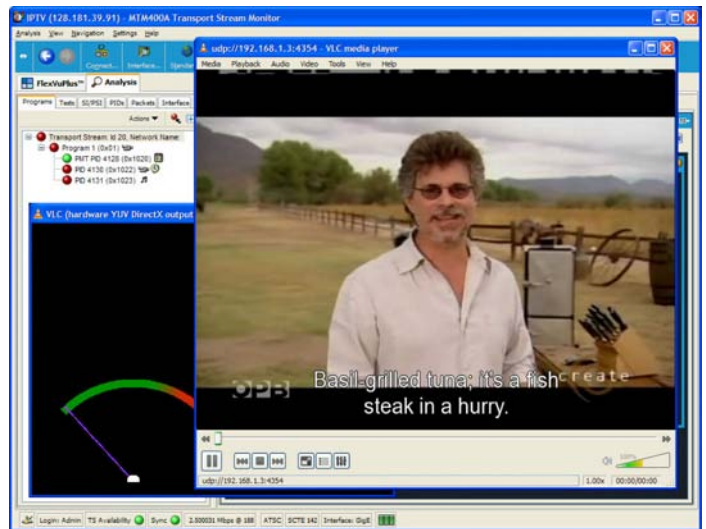 IPTV (128.181.39.91) - MTM400A Transport Stream Monitor
Analysis View Navigation Settings Help
Connect... Interface...
FlexVuPlus™ Analysis
Programs Tests SI/PSI PIDs Packets Interface
Actions
Transport Stream: Id 20, Network Name:
Program 1 (0x01)
PMT PID 4128 (0x1020)
PID 4130 (0x1022)
PID 4131 (0x1023)
VLC (hardware YUV DirectX output
udp://192.168.1.3:4354 - VLC media player
Media Playback Audio Video Tools View Help
OPB
create
Basil-grilled tuna; it's a fish
steak in a hurry.
100%
udp://192.168.1.3:4354
1.00x 00:00/00:00
Login: Admin TS Availability Sync 2.500031 Mbps @ 188 ATSC SCTE 142 Interface: GigE